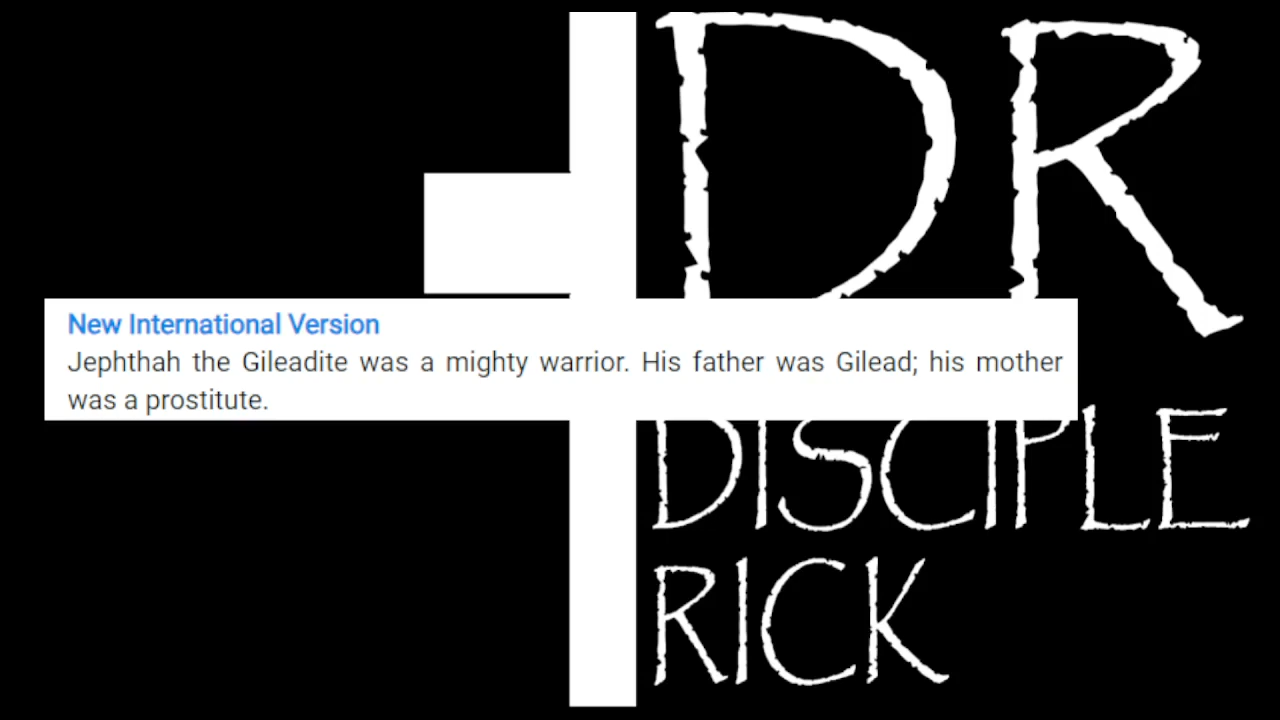 DR
New International Version
Jephthah the Gileadite was a mighty warrior. His father was Gilead; his mother
was a prostitute.
DISCIPLE
RICK